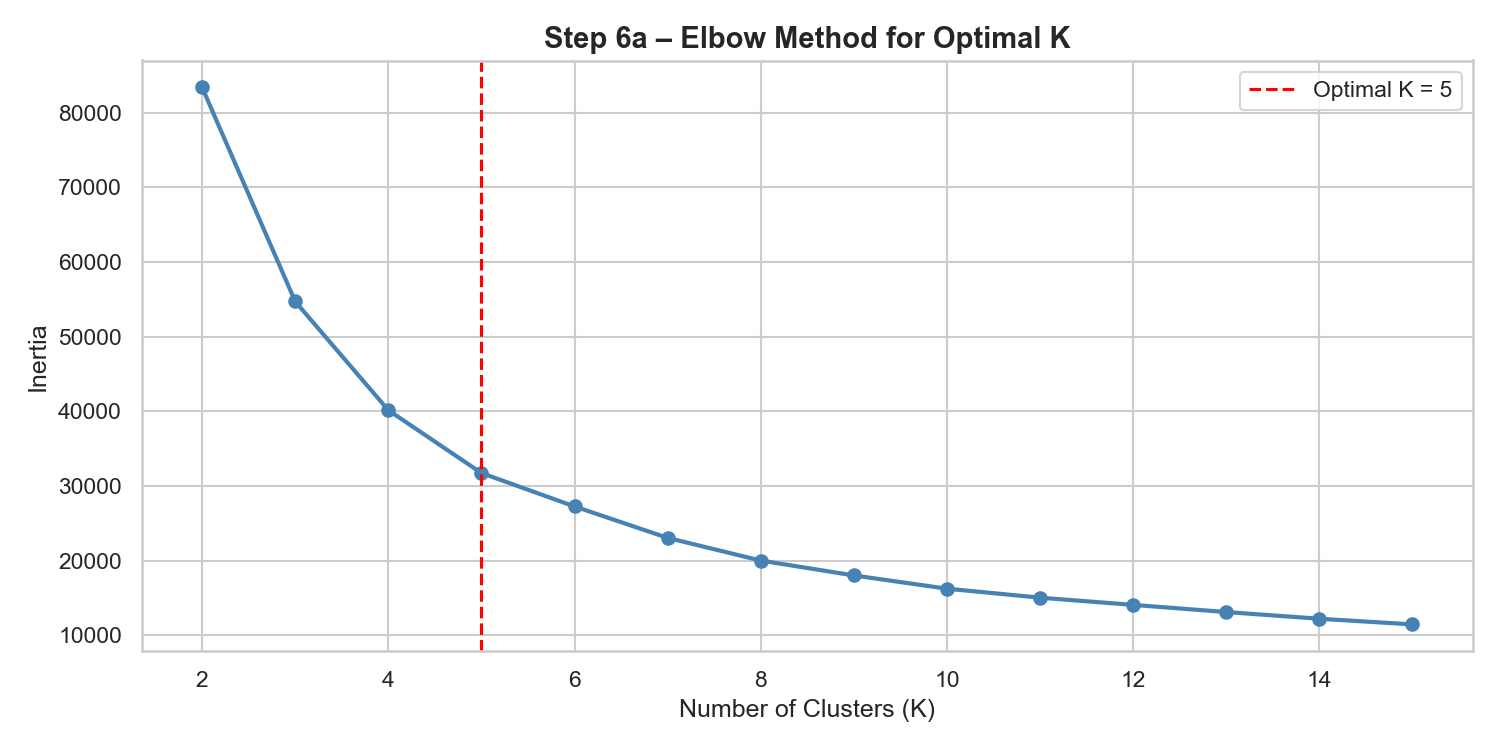 Step 6a – Elbow Method for Optimal K
Optimal K = 5
Inertia
80000
70000
60000
50000
40000
30000
20000
10000
2 4 6 8 10 12 14
Number of Clusters (K)